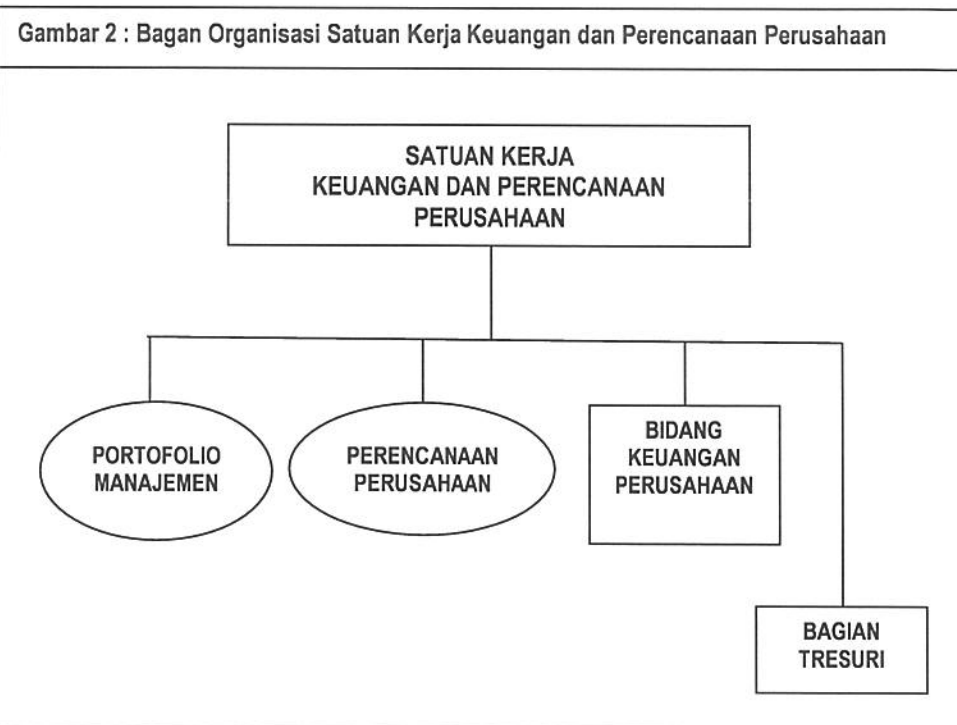 Gambar 2 : Bagan Organisasi Satuan Kerja Keuangan dan Perencanaan Perusahaan
SATUAN KERJA
KEUANGAN DAN PERENCANAAN
PERUSAHAAN
PORTOFOLIO
MANAJEMEN
PERENCANAAN
PERUSAHAAN
BIDANG
KEUANGAN
PERUSAHAAN
BAGIAN
TRESURI